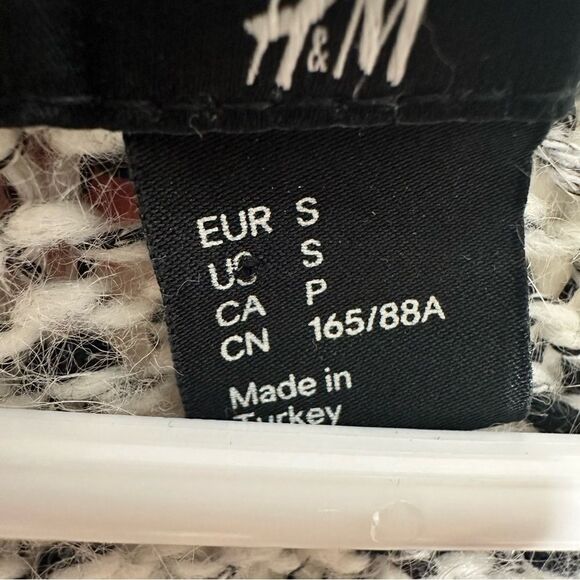 H&M
EUR S
US S
CA P
CN 165/88A
Made in
Turkey